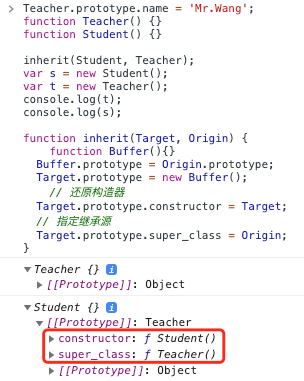 > Teacher.prototype.name = 'Mr.Wang';
function Teacher() {}
function Student() {}
inherit(Student, Teacher);
var s = new Student();
var t = new Teacher();
console.log(t);
console.log(s);
function inherit(Target, Origin) {
function Buffer(){}
Buffer.prototype = Origin.prototype;
Target.prototype = new Buffer();
// 还原构造器
Target.prototype.constructor = Target;
// 指定继承源
Target.prototype.super_class = Origin;
}
▼Teacher {} i
▶[[Prototype]]: Object
▼Student {} i
▼[[Prototype]]: Teacher
▶constructor: ƒ Student()
▶super_class: ƒ Teacher()
▶[[Prototype]]: Object